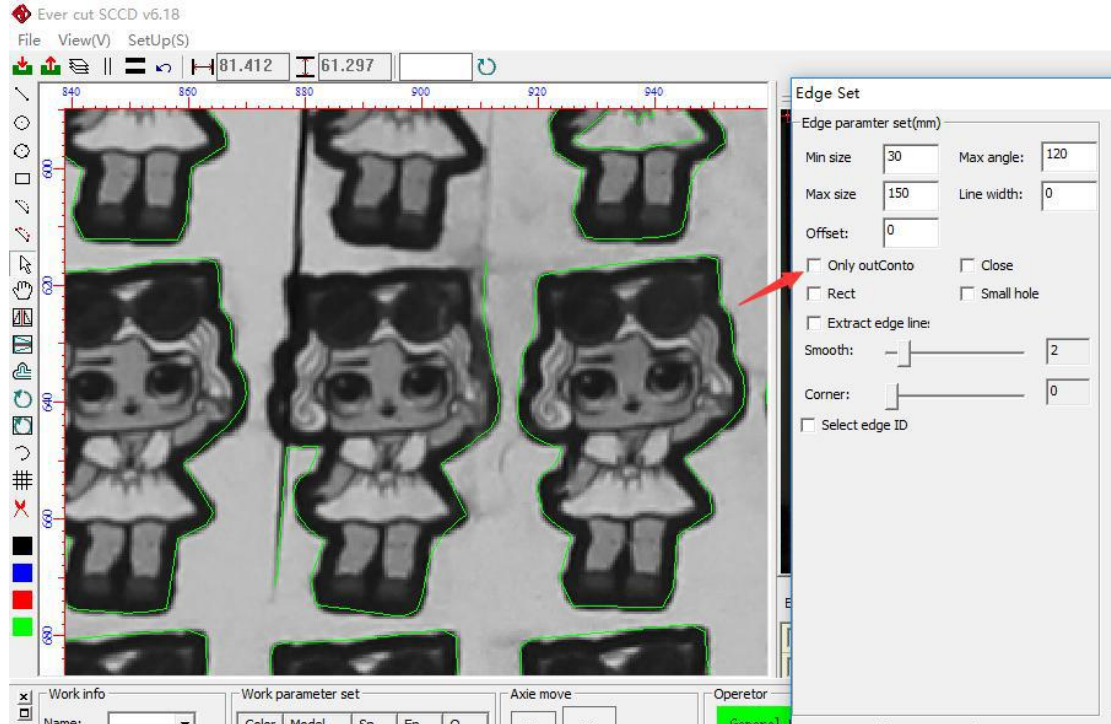 Ever cut SCCD v6.18
File View(V) SetUp(S)
81.412 61.297
840 860 880 900 920 940
Edge Set
Edge paramter set(mm)
Min size 30 Max angle: 120
Max size 150 Line width: 0
Offset: 0
Only outConto Close
Rect Small hole
Extract edge line:
Smooth: 2
Corner: 0
Select edge ID
Work info Work parameter set Axie move Operetor
Name: Color Model